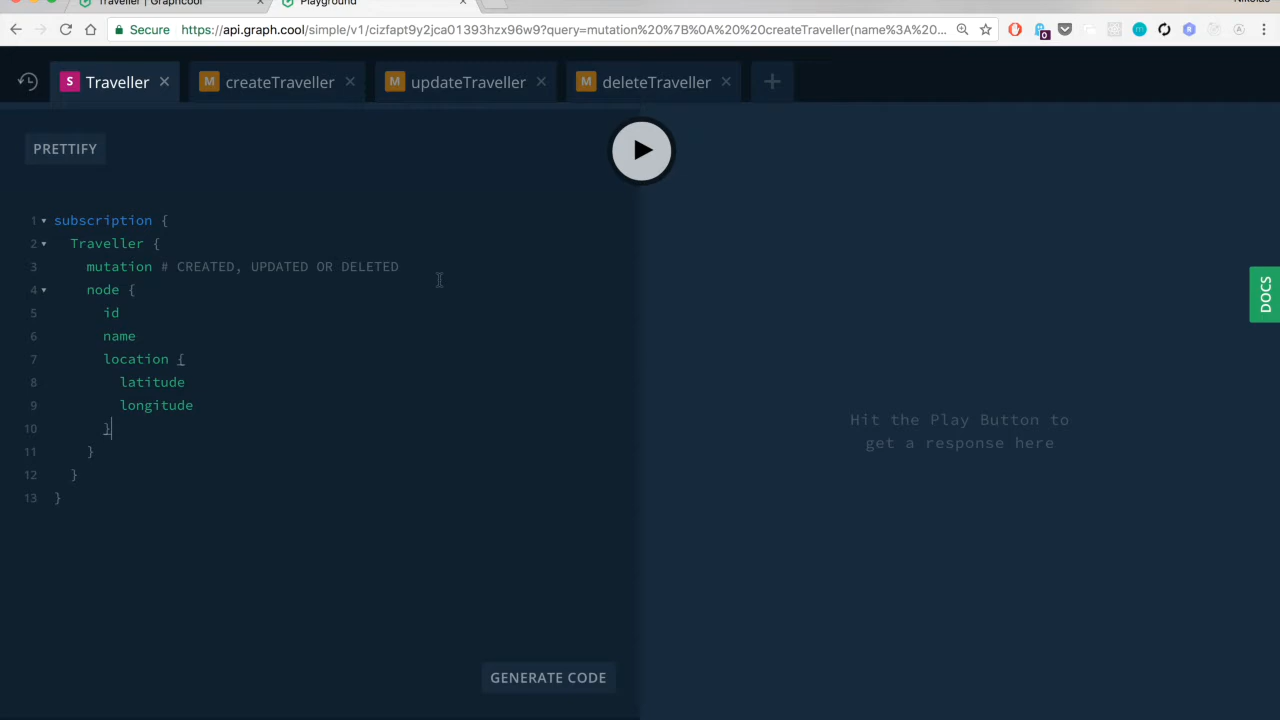 Traveller | Graphcool
Playground
Nikolas
Secure https://api.graph.cool/simple/v1/cizfapt9y2jca01393hzx96w9?query=mutation%20%7B%0A%20%20createTraveller(name%3A%20...
0
S Traveller
M createTraveller
M updateTraveller
M deleteTraveller
PRETTIFY
1 subscription {
2 Traveller {
3 mutation # CREATED, UPDATED OR DELETED
4 node {
5 id
6 name
7 location {
8 latitude
9 longitude
10 }
11 }
12 }
13 }
Hit the Play Button to
get a response here
DOCS
GENERATE CODE